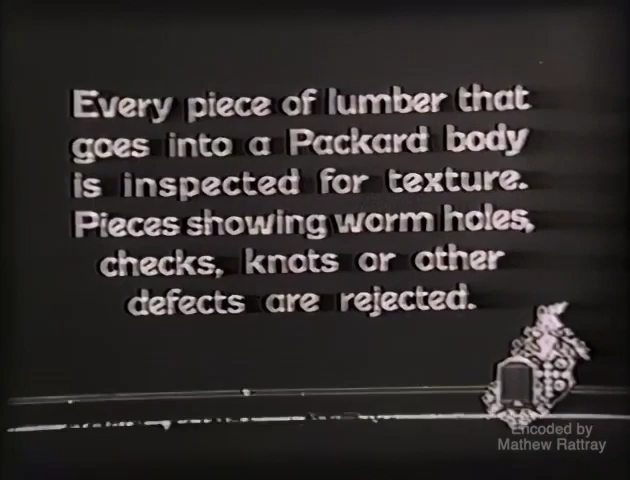 Every piece of lumber that
goes into a Packard body
is inspected for texture.
Pieces showing worm holes,
checks, knots or other
defects are rejected.
Encoded by
Mathew Rattray